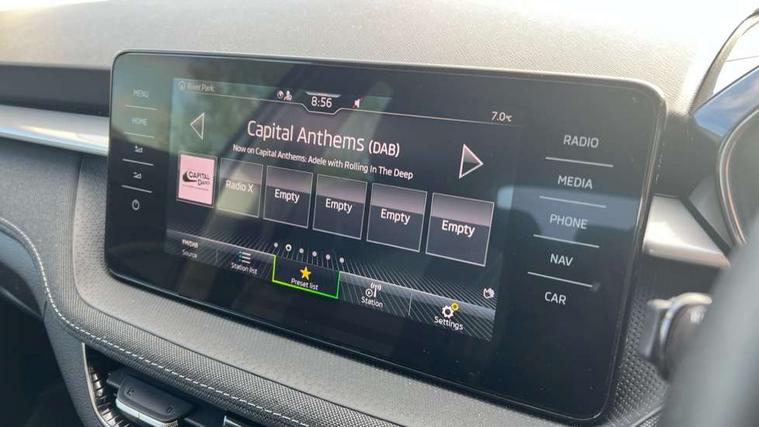 River Park
8:56
7.0°C
MENU
HOME
Capital Anthems (DAB)
Now on Capital Anthems: Adele with Rolling In The Deep
CAPITAL
Radio X
Empty
Empty
Empty
Empty
FM/DAB
Source
Station list
Preset list
Station
Settings
RADIO
MEDIA
PHONE
NAV
CAR